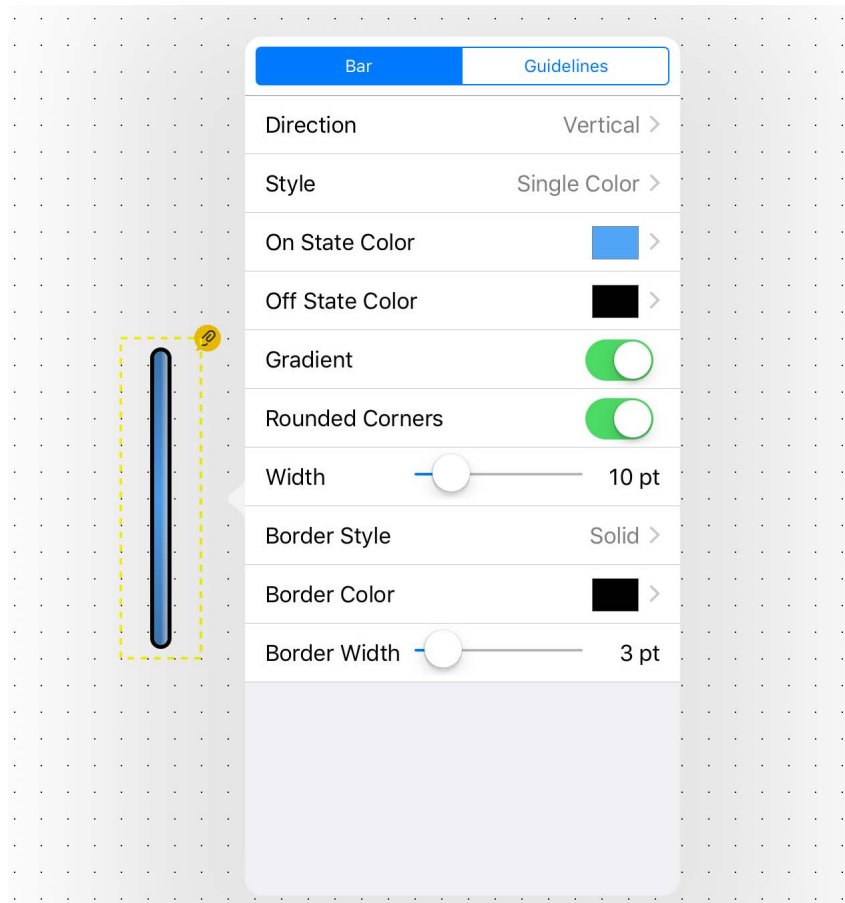 Bar Guidelines
Direction Vertical
Style Single Color
On State Color
Off State Color
Gradient
Rounded Corners
Width 10 pt
Border Style Solid
Border Color
Border Width 3 pt